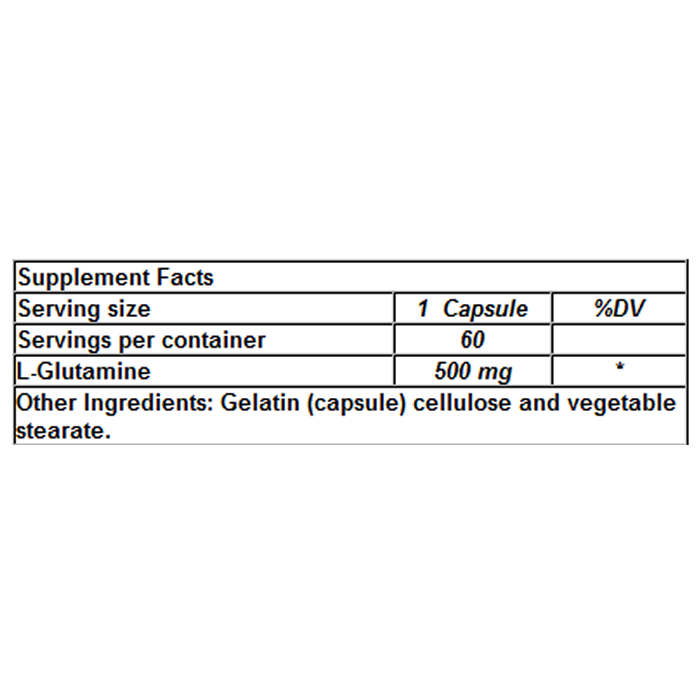 Supplement Facts
Serving size 1 Capsule %DV
Servings per container 60
L-Glutamine 500 mg *
Other Ingredients: Gelatin (capsule) cellulose and vegetable
stearate.